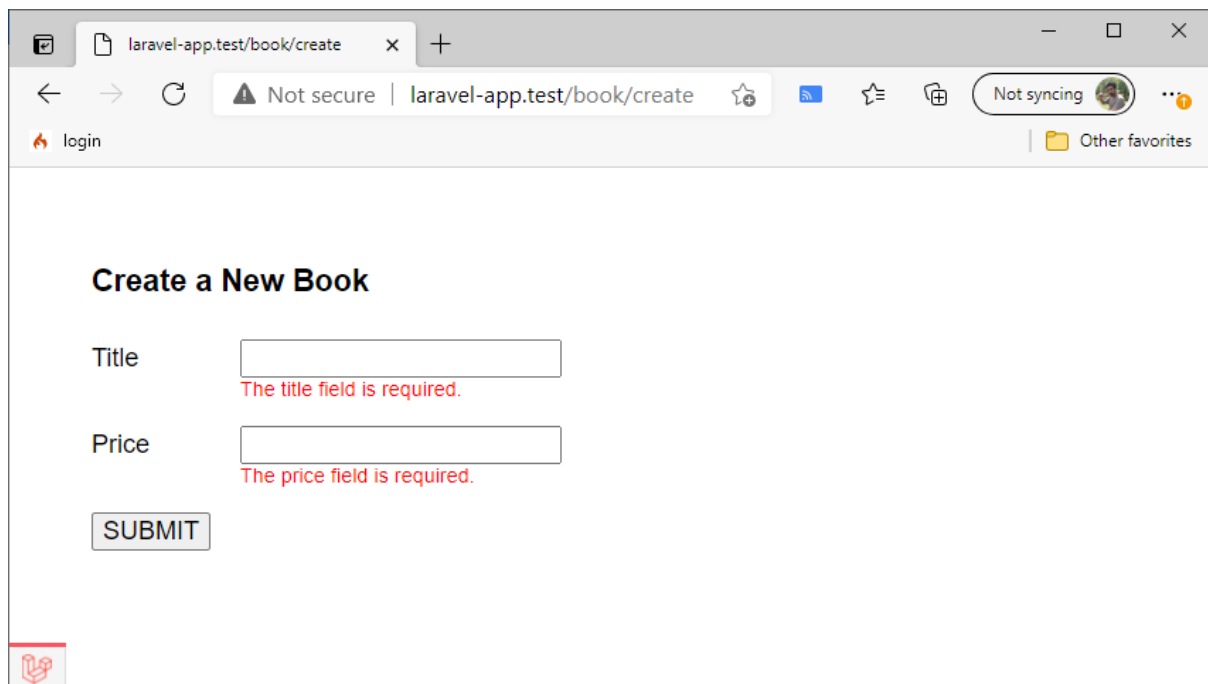 laravel-app.test/book/create
Not secure | laravel-app.test/book/create Not syncing
login Other favorites
Create a New Book
Title
The title field is required.
Price
The price field is required.
SUBMIT